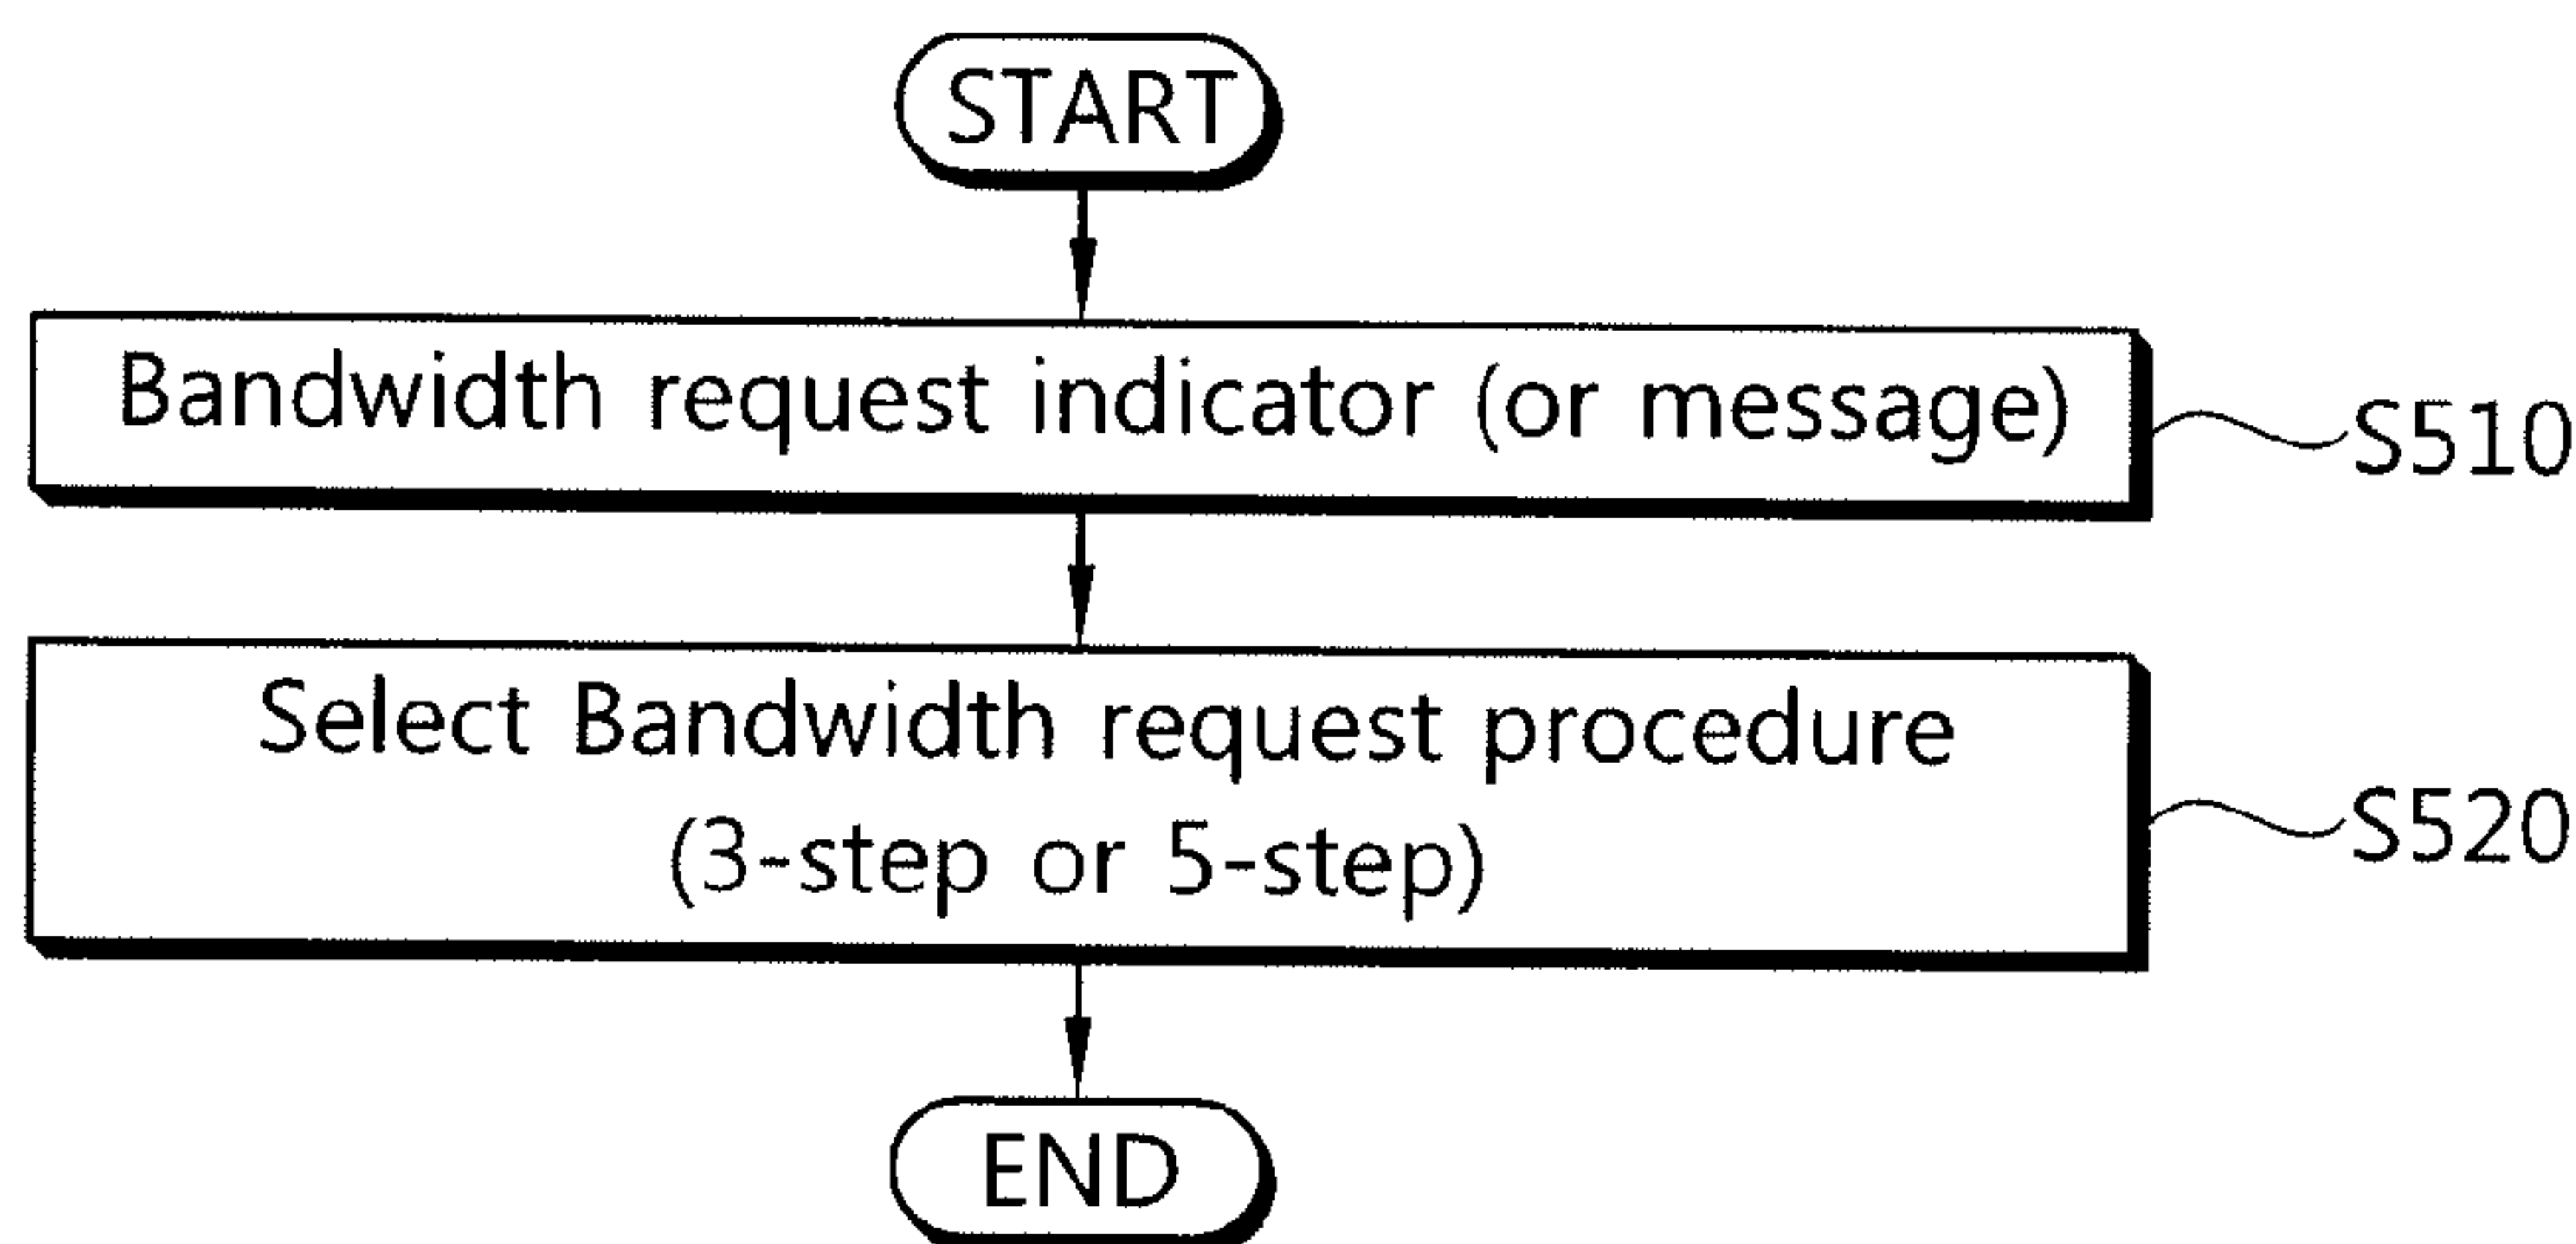 START
Bandwidth request indicator (or message)
S510
Select Bandwidth request procedure
(3-step or 5-step)
S520
END